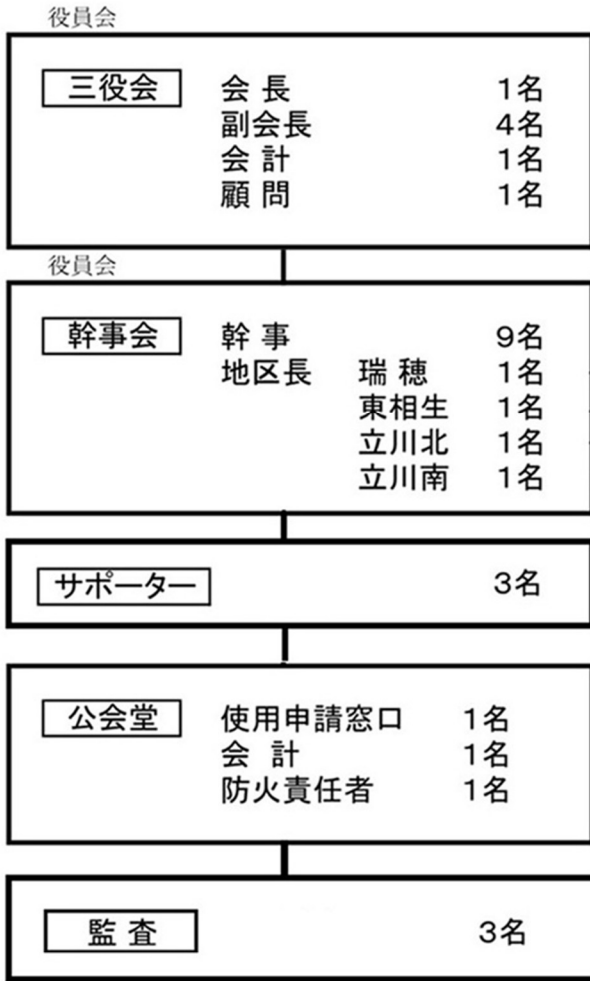 役員会
三役会 会 長 1名
副会長 4名
会 計 1名
顧 問 1名
役員会
幹事会 幹 事 9名
地区長 瑞 穂 1名
東相生 1名
立川北 1名
立川南 1名
サポーター 3名
公会堂 使用申請窓口 1名
会 計 1名
防火責任者 1名
監 査 3名